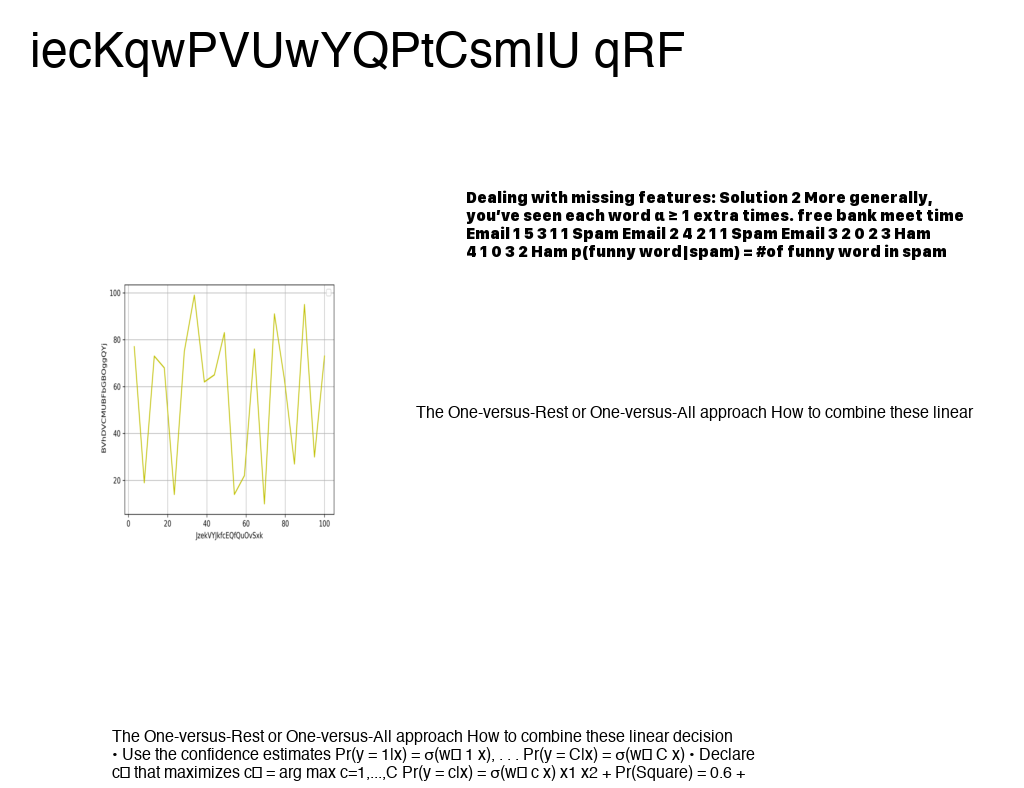 iecKqwPVUwYQPtCsmIU qRF
Dealing with missing features: Solution 2 More generally,
you've seen each word α ≥ 1 extra times. free bank meet time
Email 1 5 3 1 1 Spam Email 2 4 2 1 1 Spam Email 3 2 0 2 3 Ham
4 1 0 3 2 Ham p(funny word|spam) = #of funny word in spam
100
80
60
40
20
0 20 40 60 80 100
BVhDVCMUBFbGBOggQYj
JzekVYJkfcEQfQuOvSxk
The One-versus-Rest or One-versus-All approach How to combine these linear
The One-versus-Rest or One-versus-All approach How to combine these linear decision
• Use the confidence estimates Pr(y = 1|x) = σ(w□ 1 x), . . . Pr(y = C|x) = σ(w□ C x) • Declare
c□ that maximizes c□ = arg max c=1,...,C Pr(y = c|x) = σ(w□ c x) x1 x2 + Pr(Square) = 0.6 +